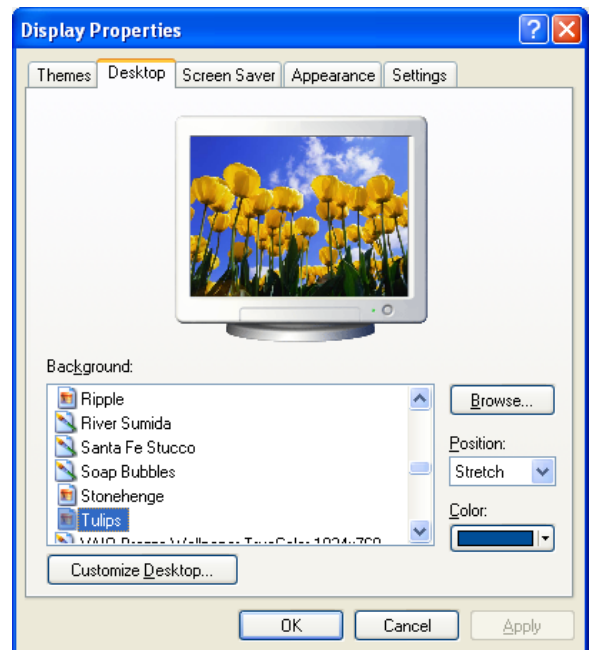 Display Properties
Themes Desktop Screen Saver Appearance Settings
Background:
Ripple
River Sumida
Santa Fe Stucco
Soap Bubbles
Stonehenge
Tulips
Browse...
Position:
Stretch
Color:
Customize Desktop...
OK Cancel Apply